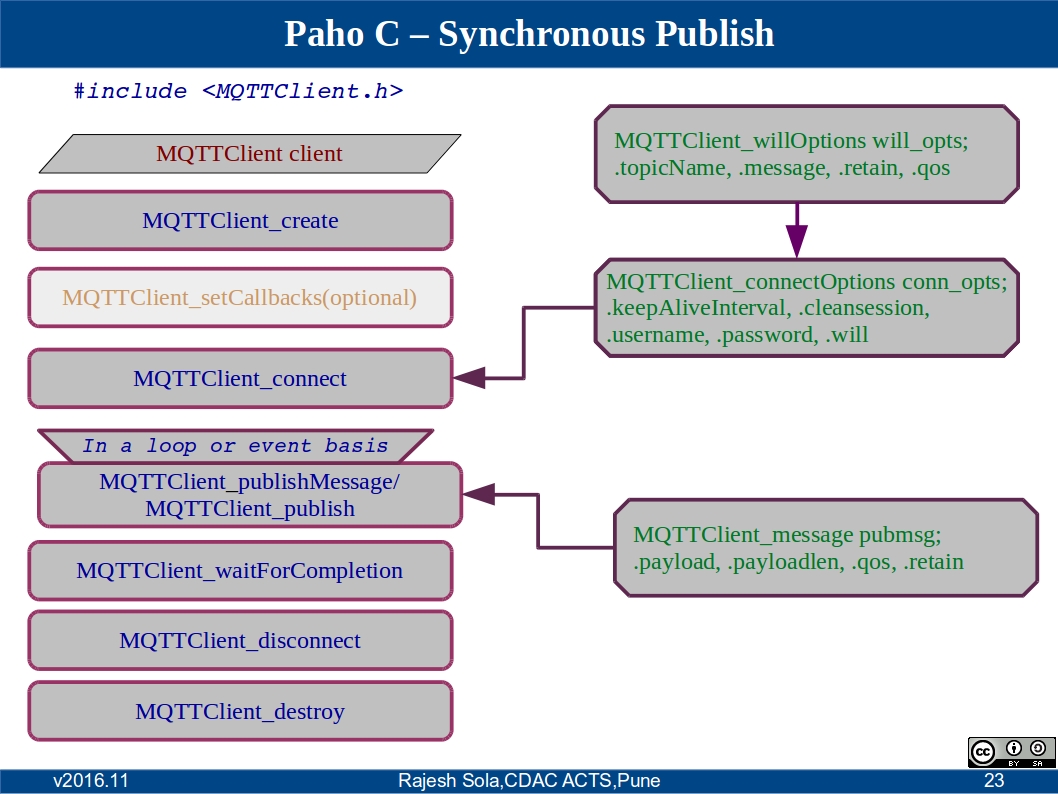 Paho C – Synchronous Publish
#include <MQTTClient.h>
MQTTClient client
MQTTClient_create
MQTTClient_setCallbacks(optional)
MQTTClient_connect
In a loop or event basis
MQTTClient_publishMessage/
MQTTClient_publish
MQTTClient_waitForCompletion
MQTTClient_disconnect
MQTTClient_destroy
MQTTClient_willOptions will_opts;
.topicName, .message, .retain, .qos
MQTTClient_connectOptions conn_opts;
.keepAliveInterval, .cleansession,
.username, .password, .will
MQTTClient_message pubmsg;
.payload, .payloadlen, .qos, .retain
cc
BY SA
v2016.11
Rajesh Sola,CDAC ACTS,Pune
23